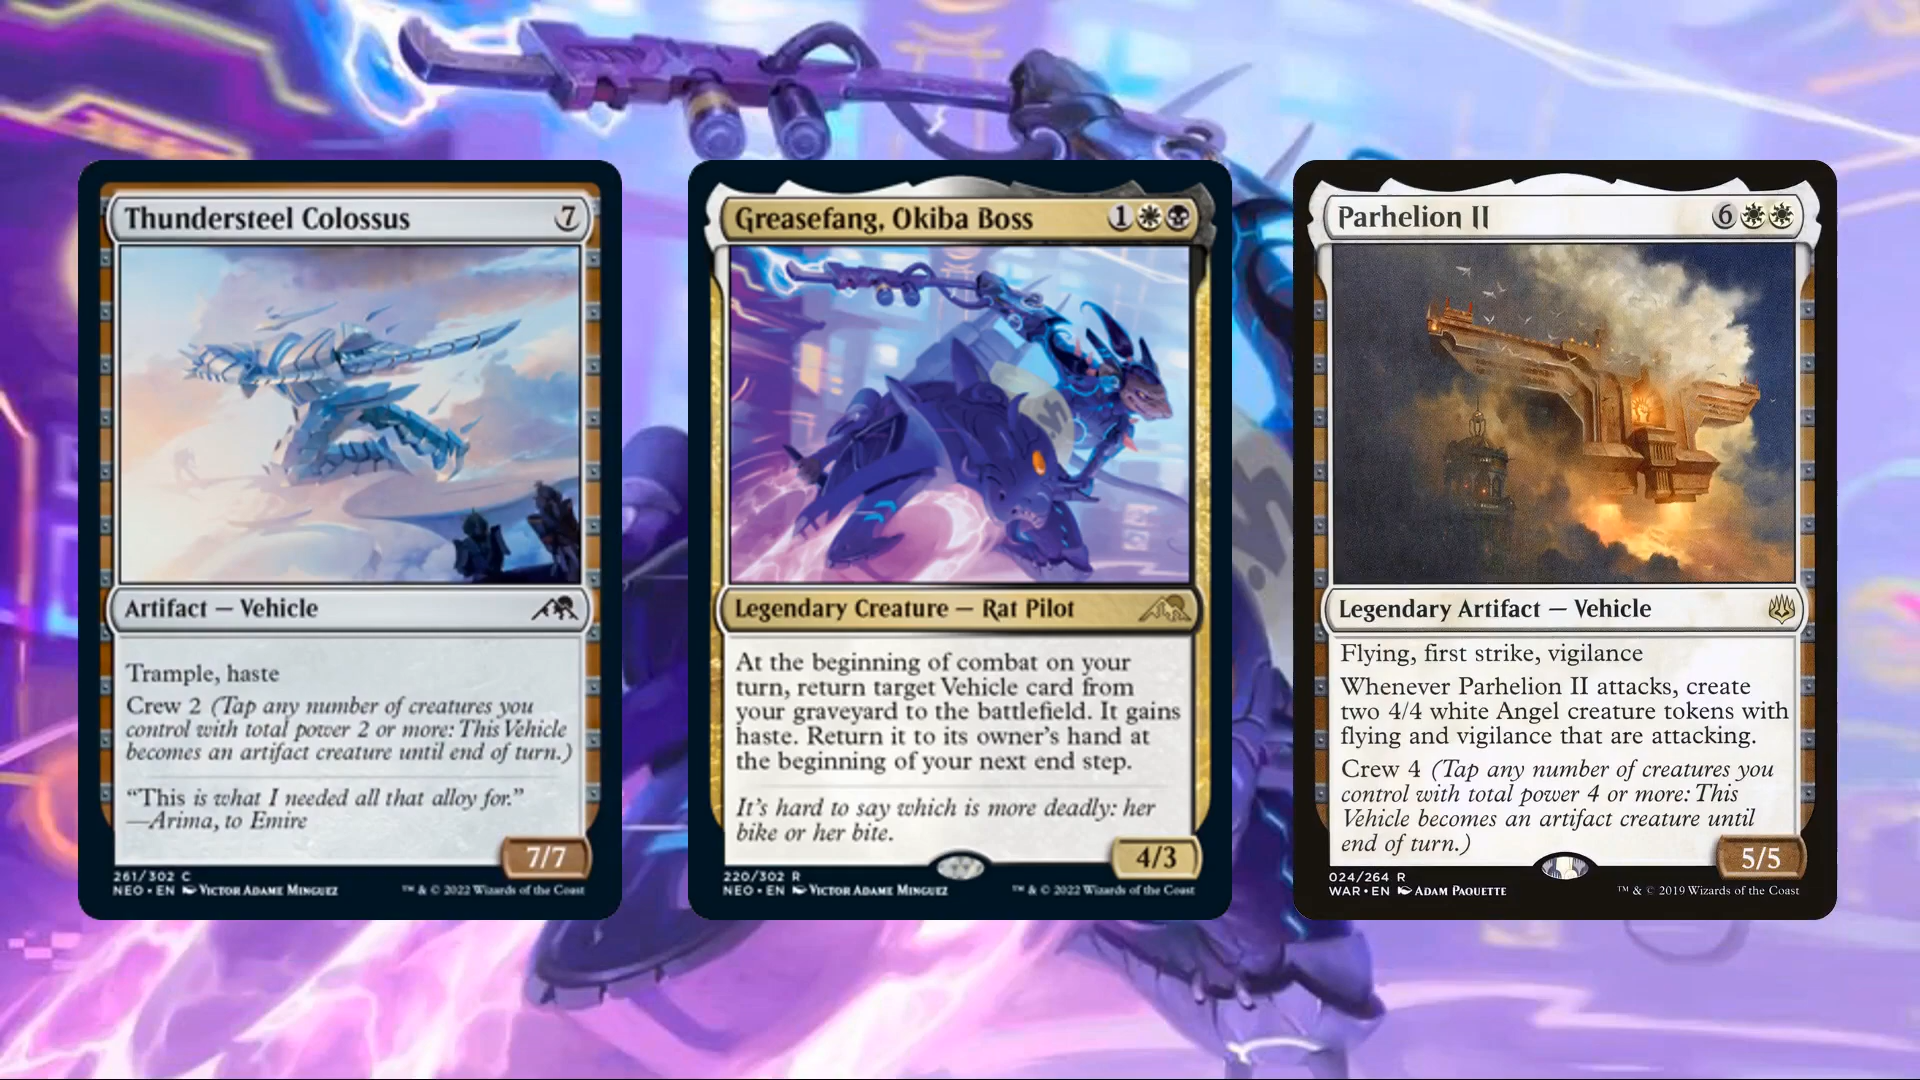 Thundersteel Colossus 7
Artifact — Vehicle
Trample, haste
Crew 2 (Tap any number of creatures you
control with total power 2 or more: This Vehicle
becomes an artifact creature until end of turn.)
“This is what I needed all that alloy for.”
—Arima, to Emire
7/7
261/302 C
NEO • EN Victor Adame Minguez
™ & © 2022 Wizards of the Coast
Greasefang, Okiba Boss 1
Legendary Creature — Rat Pilot
At the beginning of combat on your
turn, return target Vehicle card from
your graveyard to the battlefield. It gains
haste. Return it to its owner's hand at
the beginning of your next end step.
It's hard to say which is more deadly: her
bike or her bite.
4/3
220/302 R
NEO • EN Victor Adame Minguez
™ & © 2022 Wizards of the Coast
Parhelion II 6
Legendary Artifact — Vehicle
Flying, first strike, vigilance
Whenever Parhelion II attacks, create
two 4/4 white Angel creature tokens with
flying and vigilance that are attacking.
Crew 4 (Tap any number of creatures you
control with total power 4 or more: This
Vehicle becomes an artifact creature until
end of turn.)
5/5
024/264 R
WAR • EN Adam Paquette
™ & © 2019 Wizards of the Coast